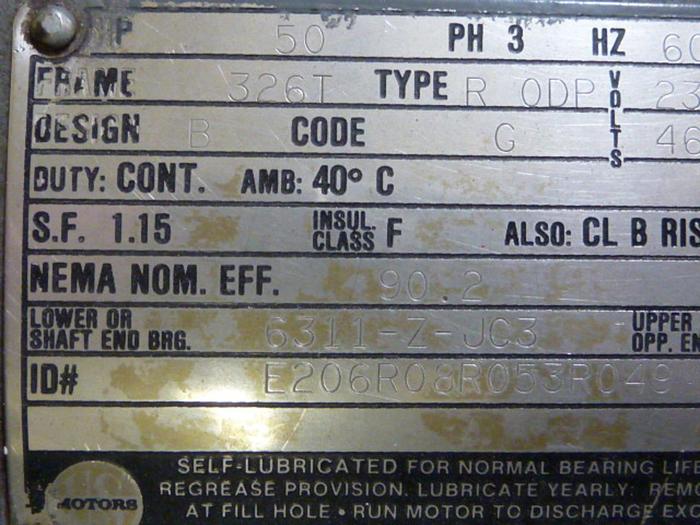 HP 50 PH 3 HZ 60
FRAME 326T TYPE R ODP VOLTS 23
DESIGN B CODE G 46
DUTY: CONT. AMB: 40° C
S.F. 1.15 INSUL. CLASS F ALSO: CL B RIS
NEMA NOM. EFF. 90.2
LOWER OR SHAFT END BRG. 6311-Z-JC3 UPPER OPP. EN
ID# E206R08R053R049
SELF-LUBRICATED FOR NORMAL BEARING LIFE
REGREASE PROVISION. LUBRICATE YEARLY: REMO
AT FILL HOLE • RUN MOTOR TO DISCHARGE EXC
MOTORS